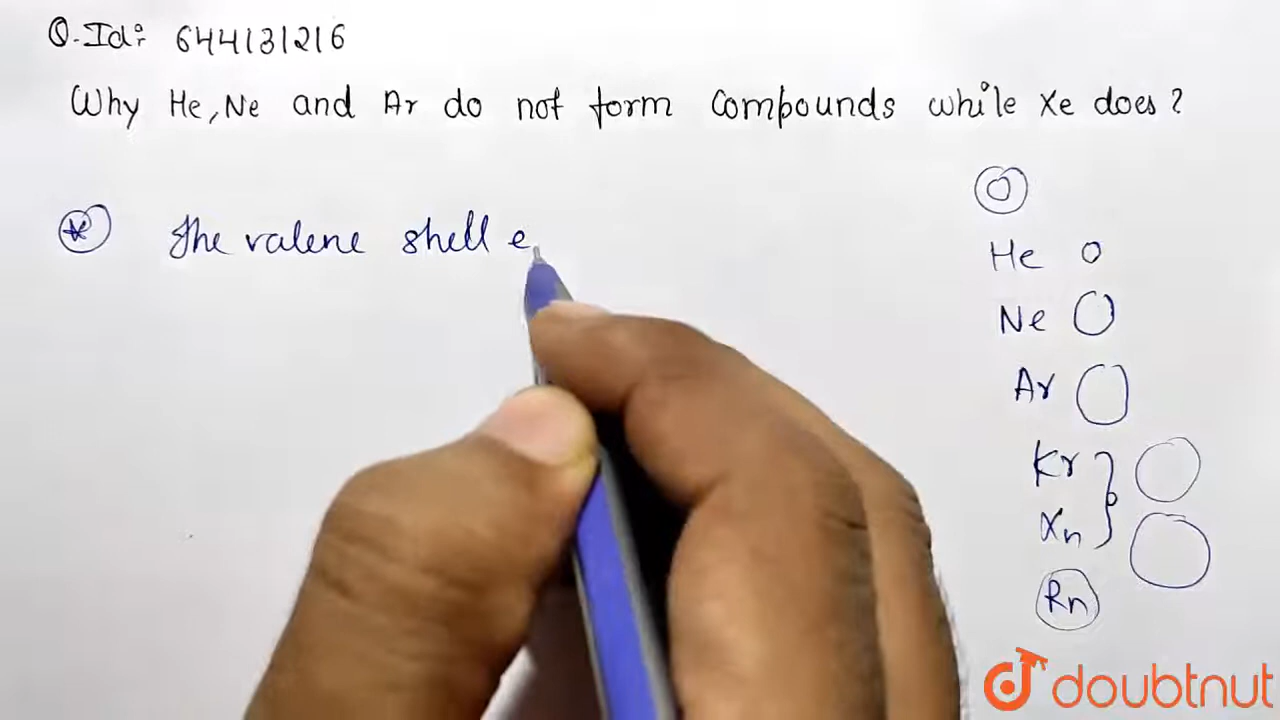 Q.Id: 644131216
Why He, Ne and Ar do not form compounds while Xe does?
The valene shell e
O
He
Ne
Ar
Kr
Xn
Rn
doubtnut